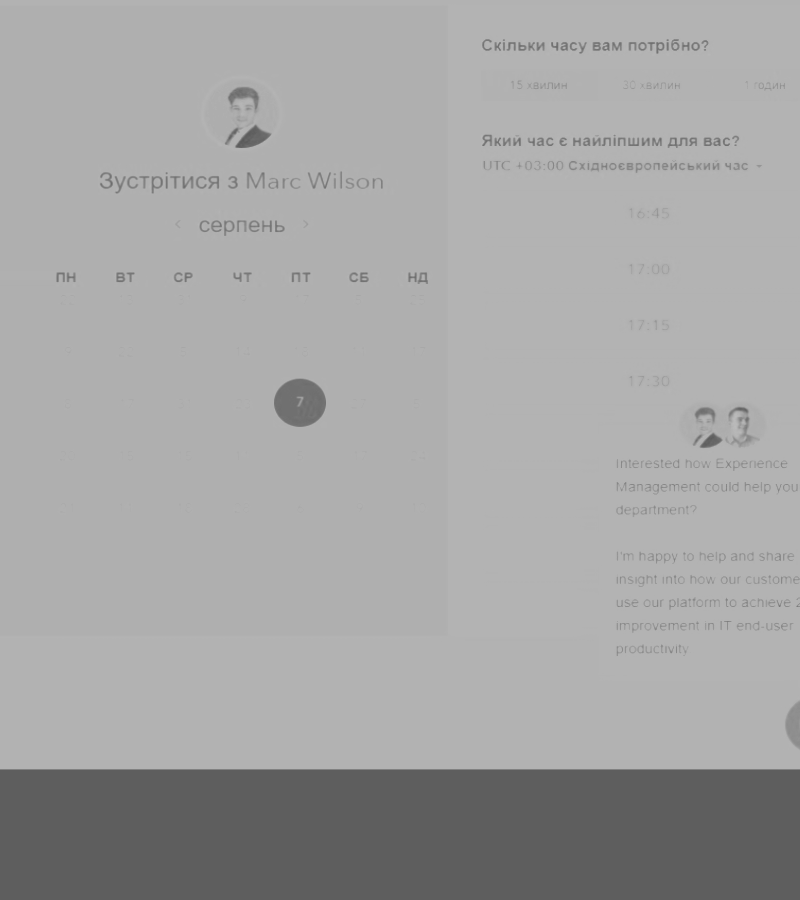 Зустрітися з Marc Wilson
серпень
ПН ВТ СР ЧТ ПТ СБ НД
7
Скільки часу вам потрібно?
15 хвилин 30 хвилин 1 годин
Який час є найліпшим для вас?
UTC +03:00 Східноєвропейський час
16:45
17:00
17:15
17:30
Interested how Experience
Management could help you
department?
I'm happy to help and share
insight into how our custome
use our platform to achieve 2
improvement in IT end-user
productivity